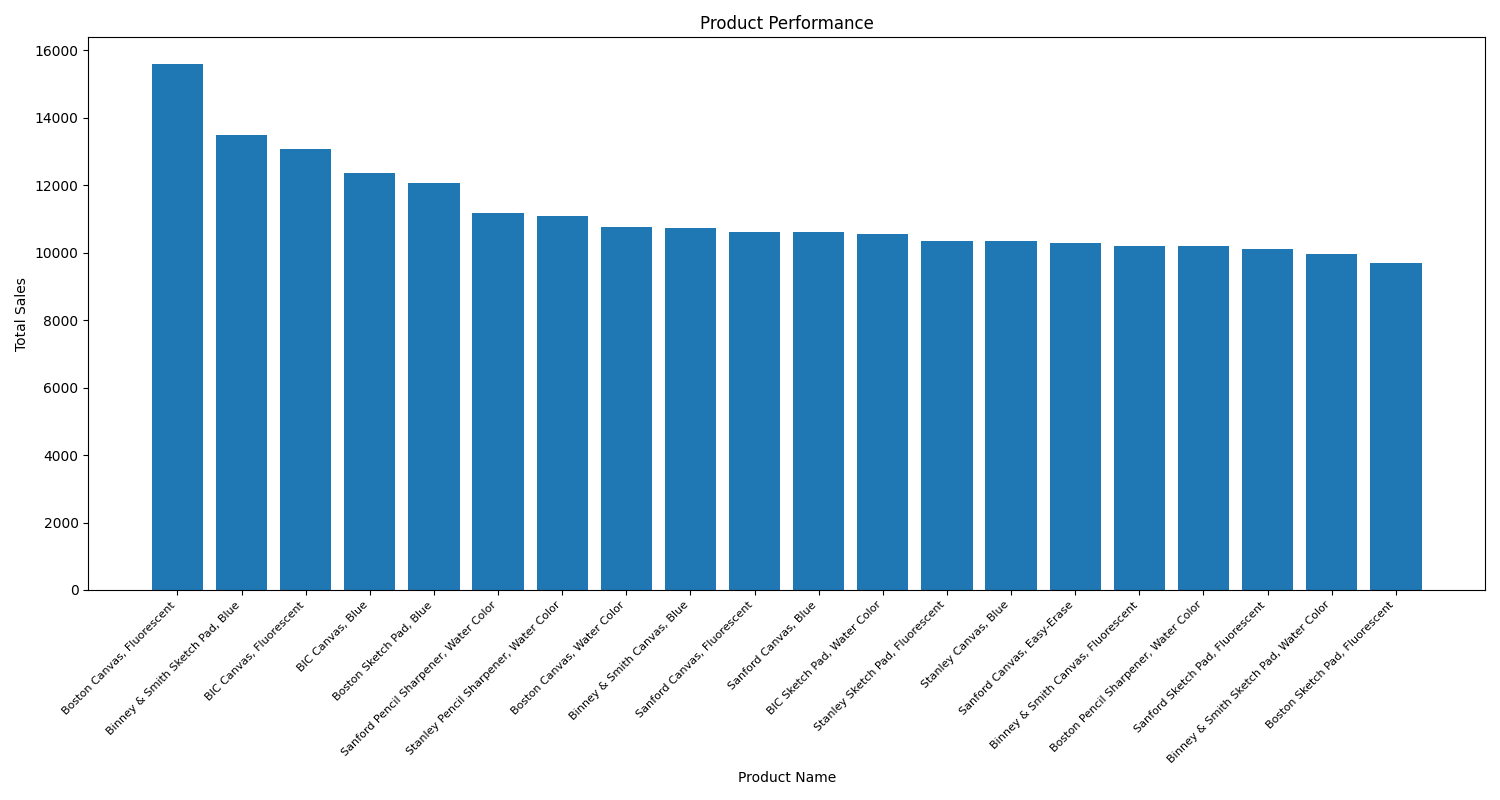 Product Performance
Total Sales
16000
14000
12000
10000
8000
6000
4000
2000
0
Boston Canvas, Fluorescent
Binney & Smith Sketch Pad, Blue
BIC Canvas, Fluorescent
BIC Canvas, Blue
Boston Sketch Pad, Blue
Sanford Pencil Sharpener, Water Color
Stanley Pencil Sharpener, Water Color
Boston Canvas, Water Color
Binney & Smith Canvas, Blue
Sanford Canvas, Fluorescent
Sanford Canvas, Blue
BIC Sketch Pad, Water Color
Stanley Sketch Pad, Fluorescent
Stanley Canvas, Blue
Sanford Canvas, Easy-Erase
Binney & Smith Canvas, Fluorescent
Boston Pencil Sharpener, Water Color
Sanford Sketch Pad, Fluorescent
Binney & Smith Sketch Pad, Water Color
Boston Sketch Pad, Fluorescent
Product Name